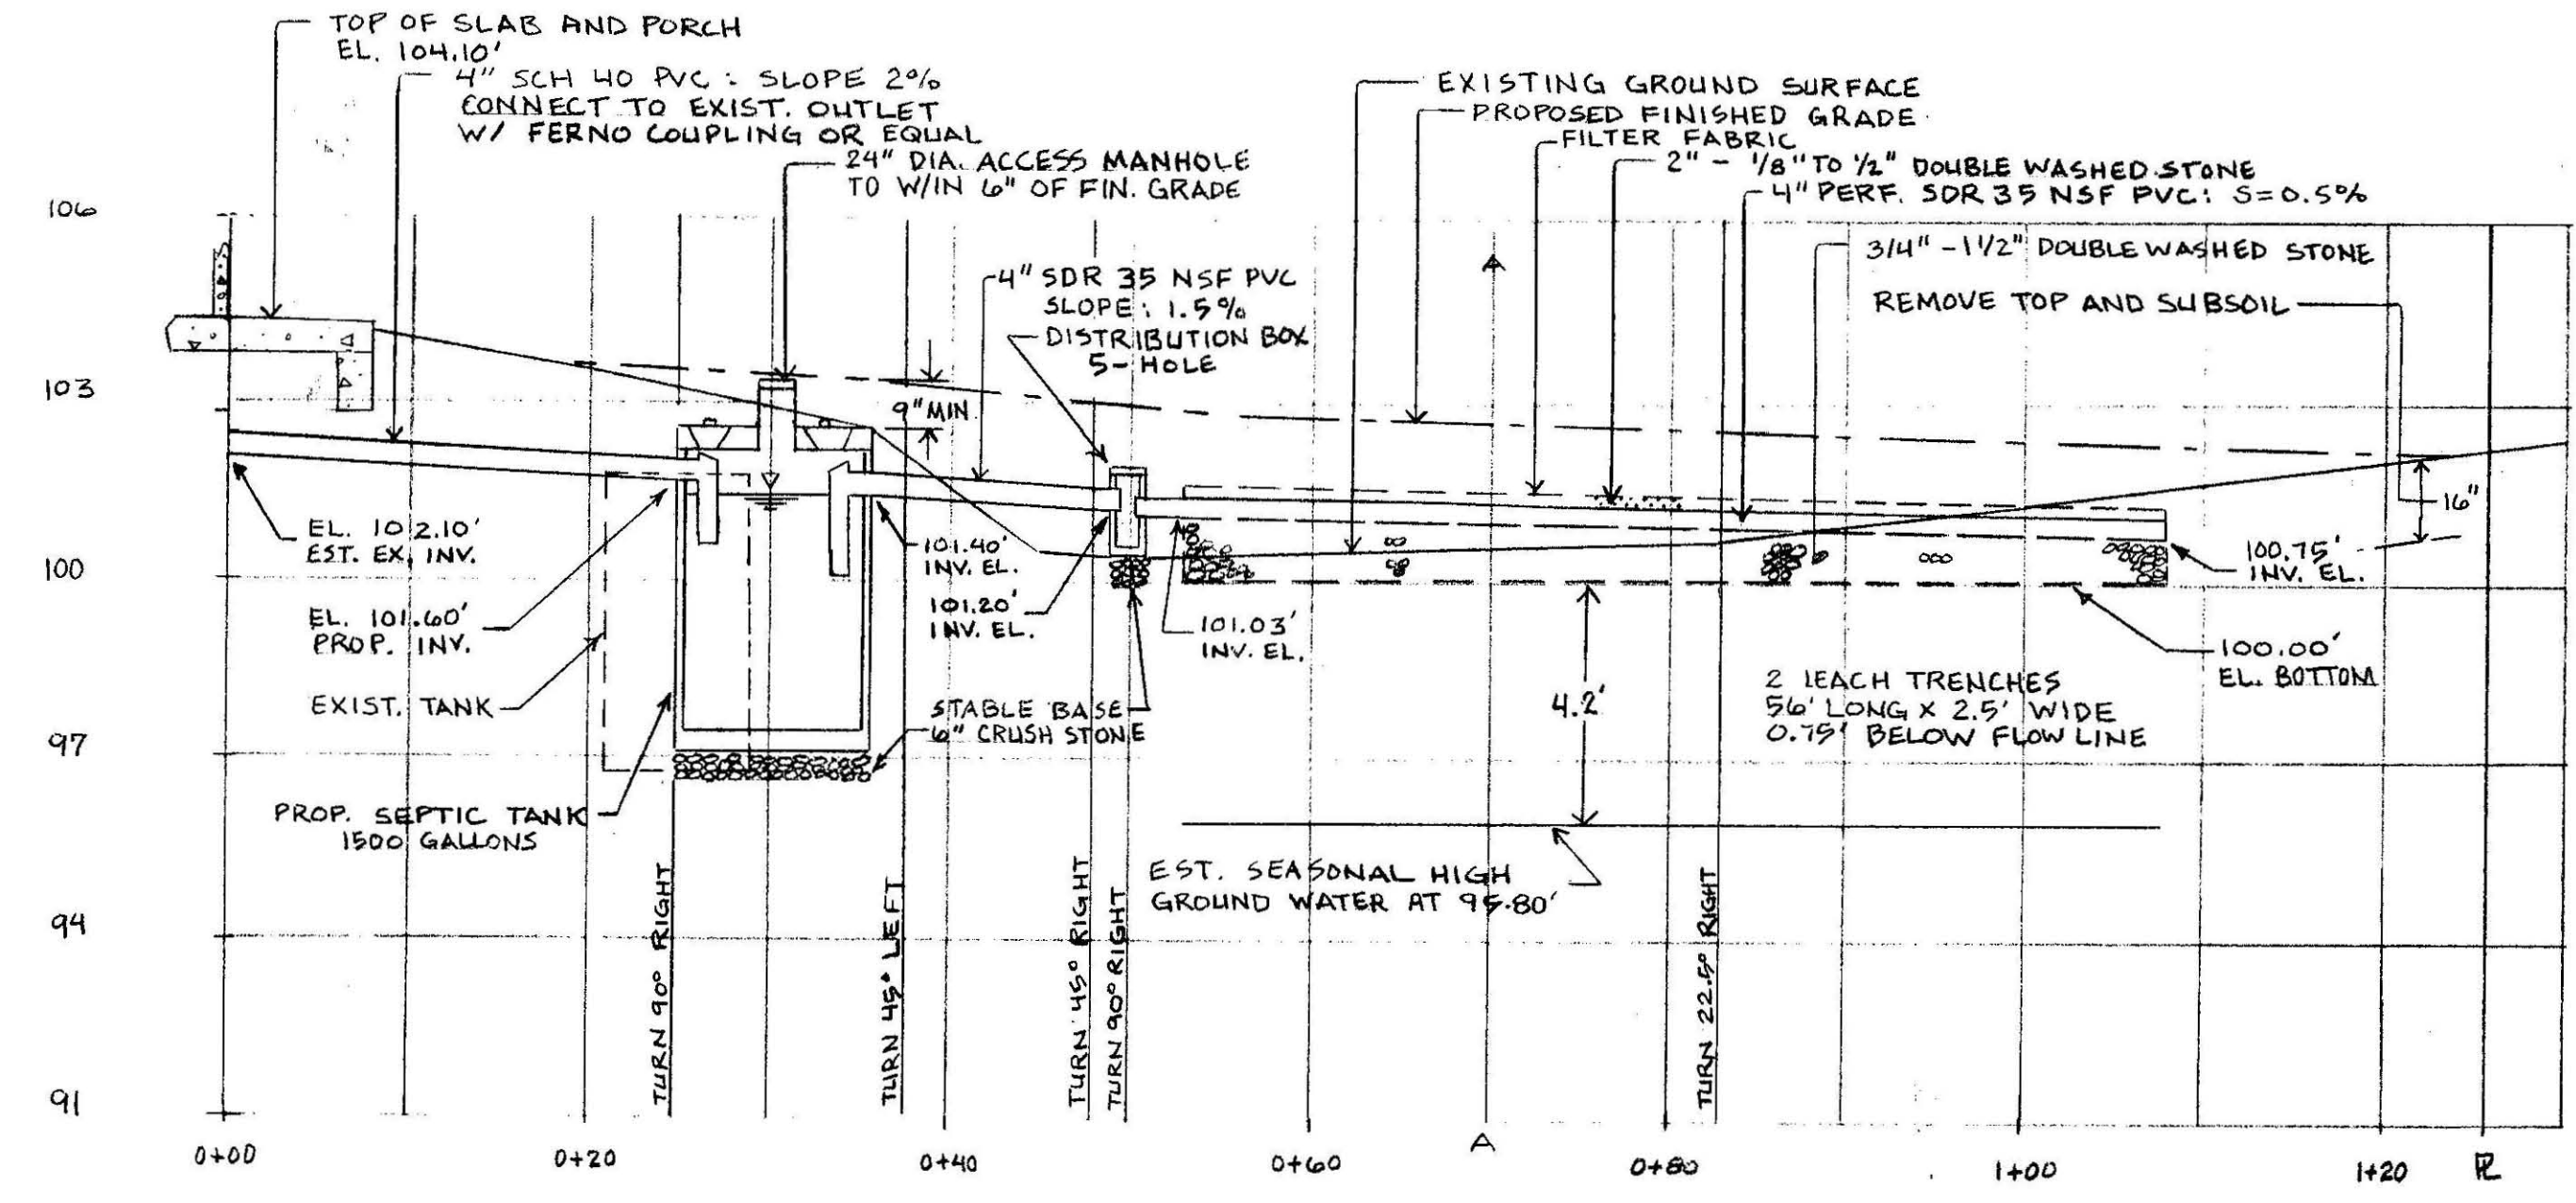 TOP OF SLAB AND PORCH
EL. 104.10'
4" SCH 40 PVC : SLOPE 2%
CONNECT TO EXIST. OUTLET
W/ FERNO COUPLING OR EQUAL
24" DIA. ACCESS MANHOLE
TO W/IN 6" OF FIN. GRADE
EXISTING GROUND SURFACE
PROPOSED FINISHED GRADE
FILTER FABRIC
2" - 1/8" TO 1/2" DOUBLE WASHED STONE
4" PERF. SDR 35 NSF PVC: S=0.5%
3/4" - 1 1/2" DOUBLE WASHED STONE
REMOVE TOP AND SUBSOIL
4" SDR 35 NSF PVC
SLOPE: 1.5%
DISTRIBUTION BOX
5-HOLE
A
106
103
100
97
94
91
9" MIN.
16"
EL. 102.10'
EST. EX. INV.
EL. 101.60'
PROP. INV.
EXIST. TANK
PROP. SEPTIC TANK
1500 GALLONS
101.40'
INV. EL.
101.20'
INV. EL.
101.03'
INV. EL.
100.75'
INV. EL.
100.00'
EL. BOTTOM
STABLE BASE
6" CRUSH STONE
4.2'
2 LEACH TRENCHES
56' LONG X 2.5' WIDE
0.75' BELOW FLOW LINE
EST. SEASONAL HIGH
GROUND WATER AT 95.80'
TURN 90° RIGHT
TURN 45° LEFT
TURN 45° RIGHT
TURN 90° RIGHT
TURN 22.5° RIGHT
0+00
0+20
0+40
0+60
A
0+80
1+00
1+20
PL